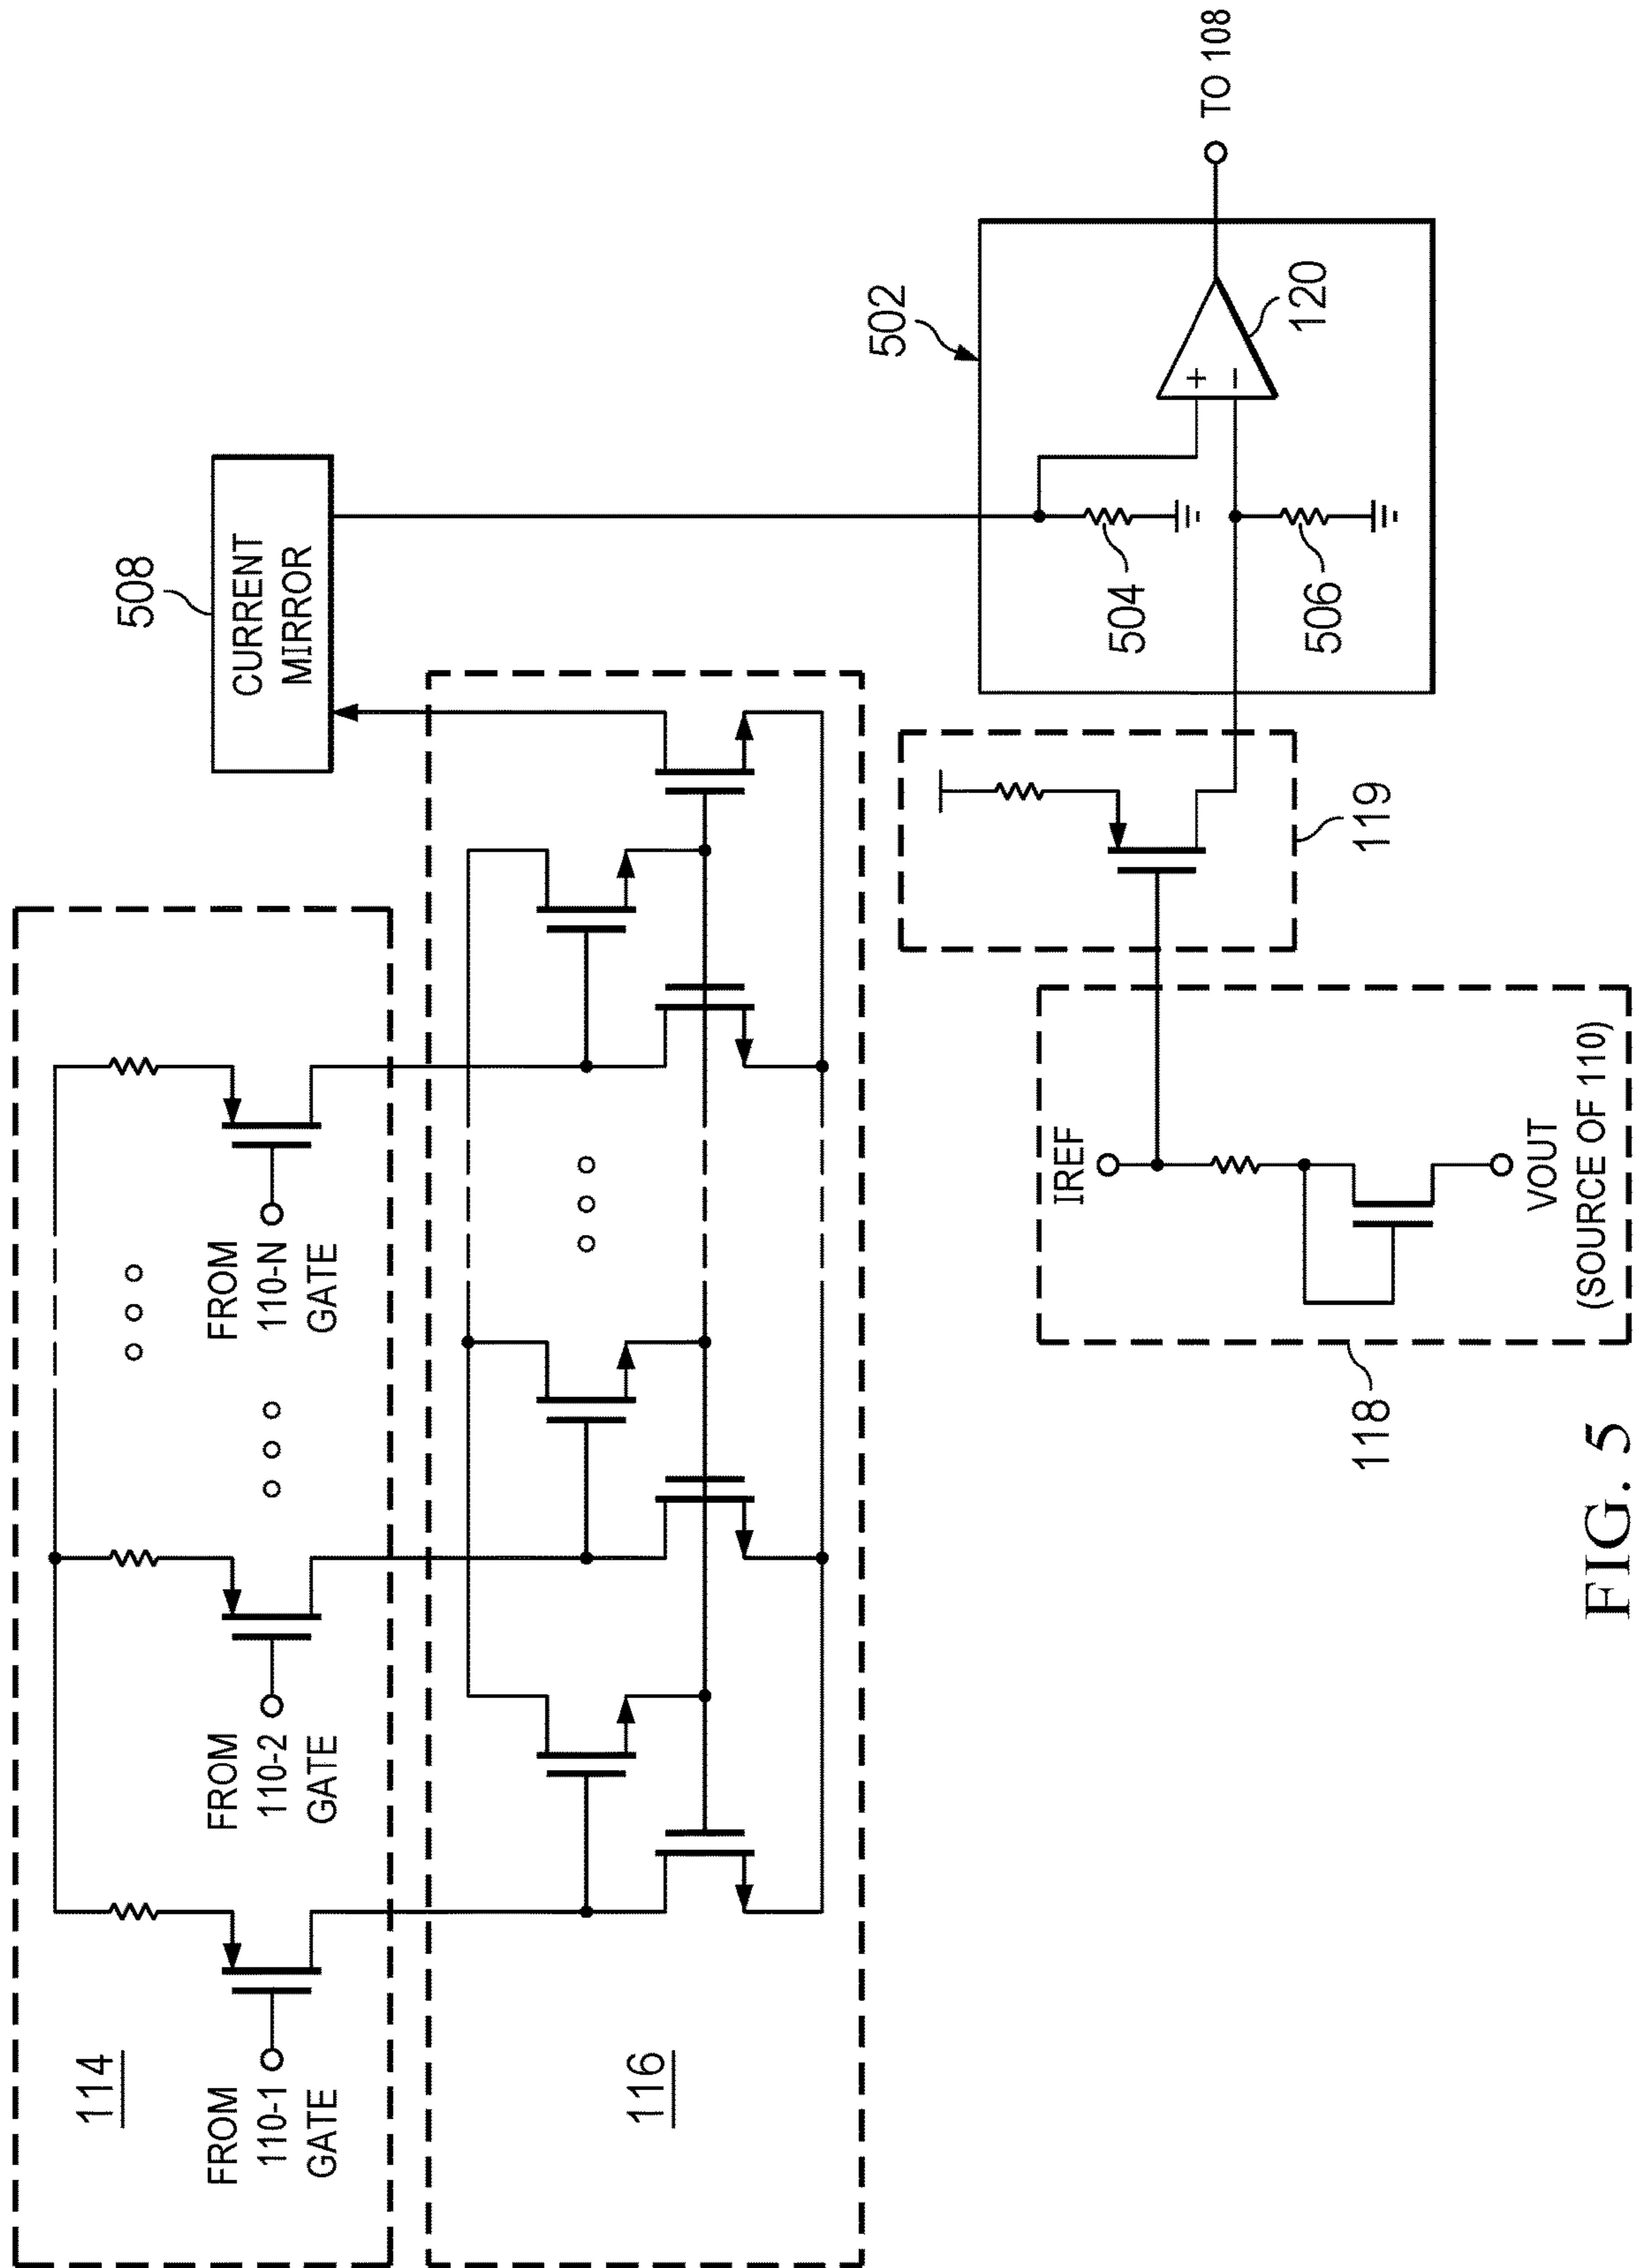 114
FROM
110-1
GATE
FROM
110-2
GATE
FROM
110-N
GATE
116
508
CURRENT
MIRROR
502
504
506
+
−
120
TO 108
119
118
IREF
VOUT
(SOURCE OF 110)
FIG. 5